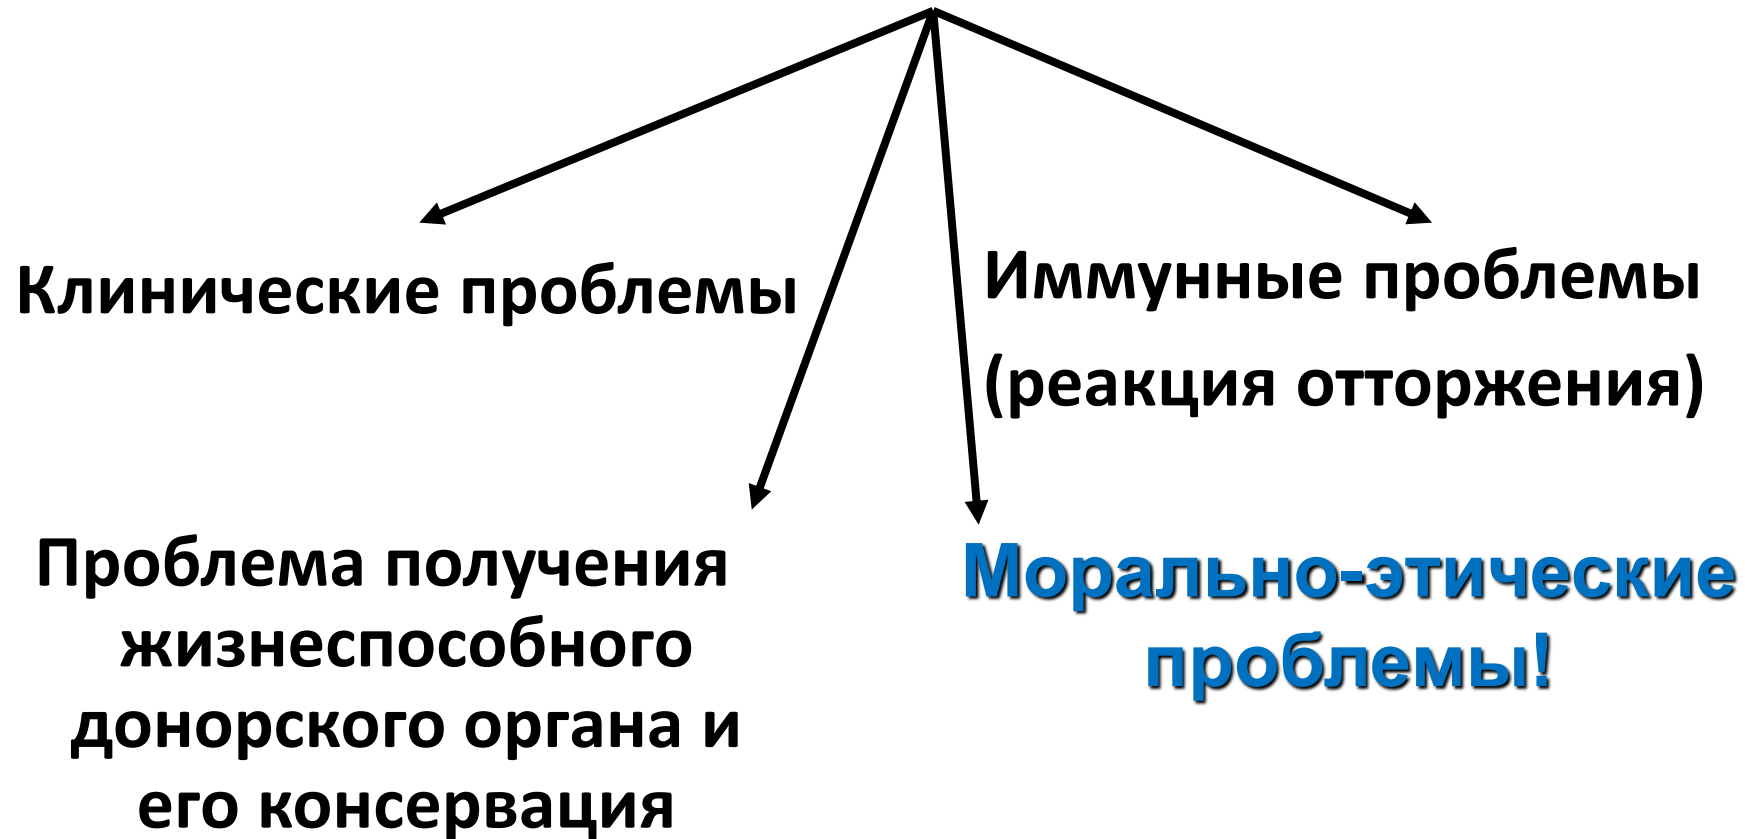 Клинические проблемы
Иммунные проблемы
(реакция отторжения)
Проблема получения
жизнеспособного
донорского органа и
его консервация
Морально-этические
проблемы!